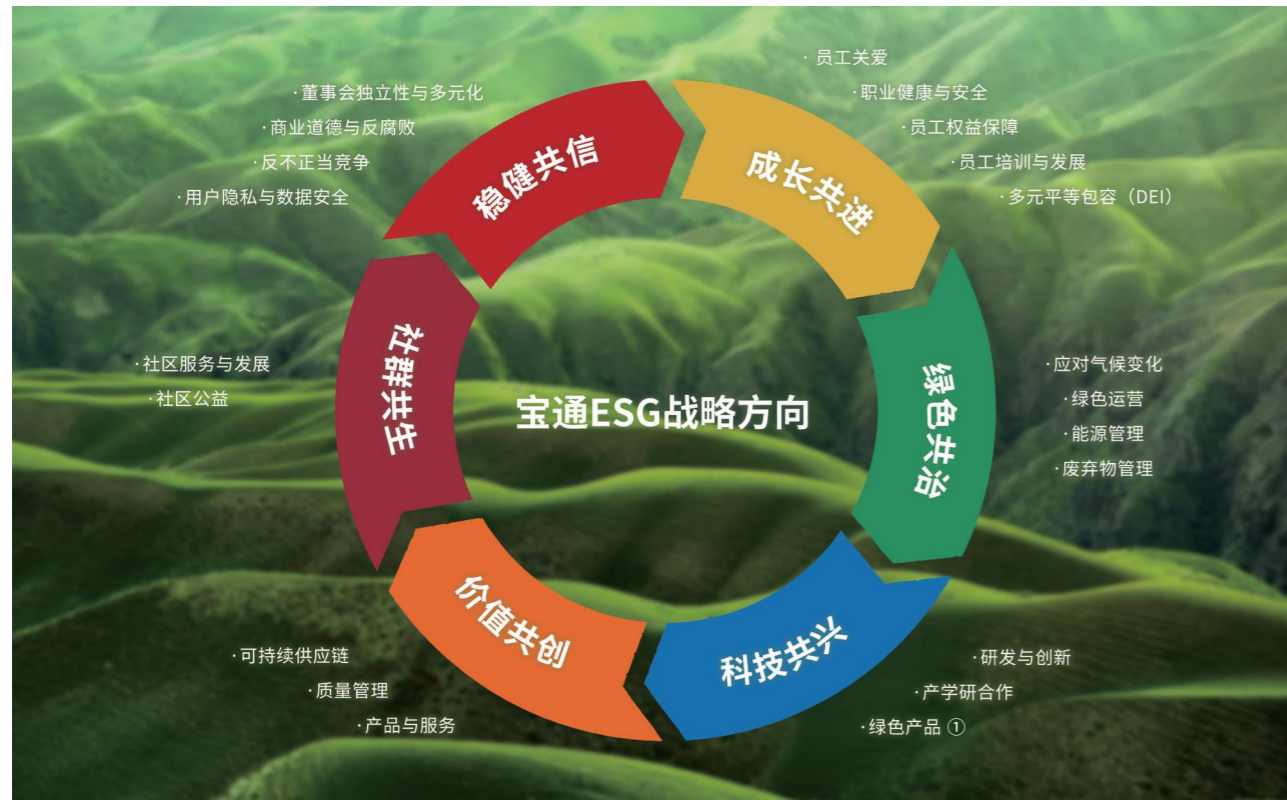 · 员工关爱
· 职业健康与安全
· 员工权益保障
· 员工培训与发展
· 多元平等包容（DEI）
· 董事会独立性与多元化
· 商业道德与反腐败
· 反不正当竞争
· 用户隐私与数据安全
稳健共信
成长共进
社群共生
绿色共治
宝通ESG战略方向
· 社区服务与发展
· 社区公益
· 应对气候变化
· 绿色运营
· 能源管理
· 废弃物管理
价值共创
科技共兴
· 可持续供应链
· 质量管理
· 产品与服务
· 研发与创新
· 产学研合作
· 绿色产品 ①